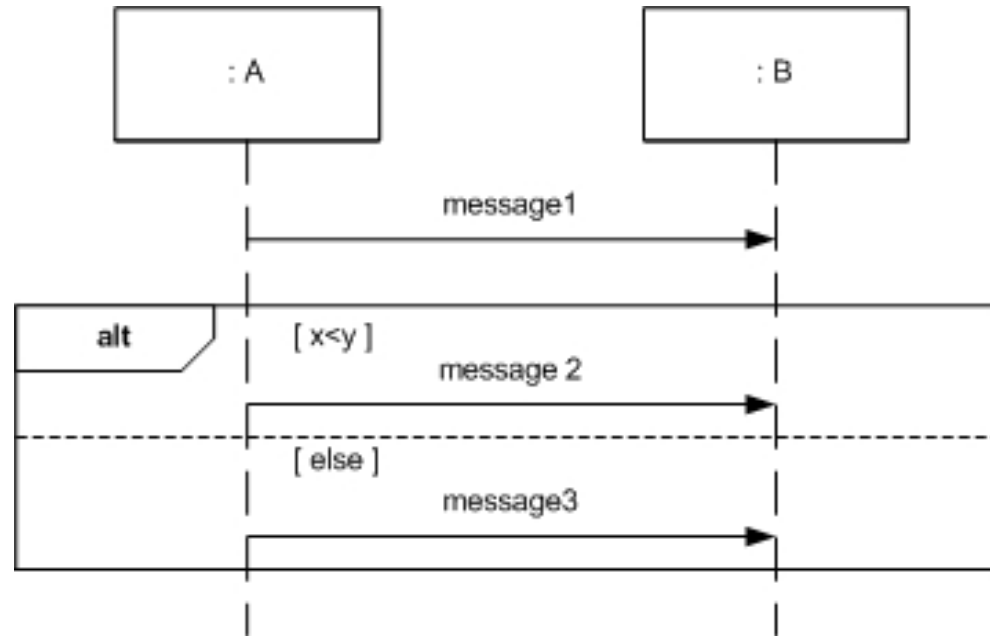 : A
: B
message1
alt
[ x<y ]
message 2
[ else ]
message3